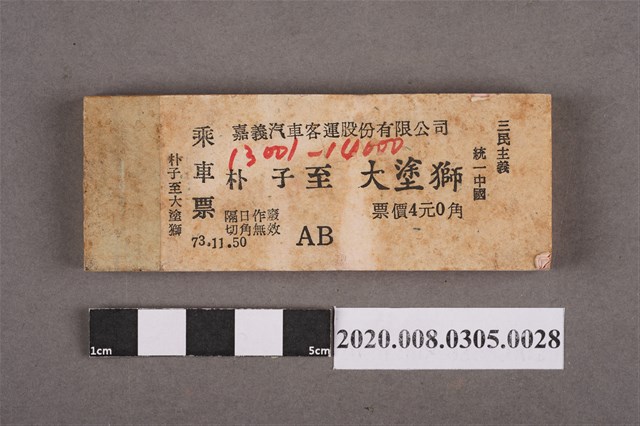 嘉義汽車客運股份有限公司
13001-14000
朴子至大塗獅
乘車票
朴子至大塗獅
票價4元0角
隔日作廢
切角無效
73.11.50
AB
三民主義
統一中國
1cm
5cm
2020.008.0305.0028